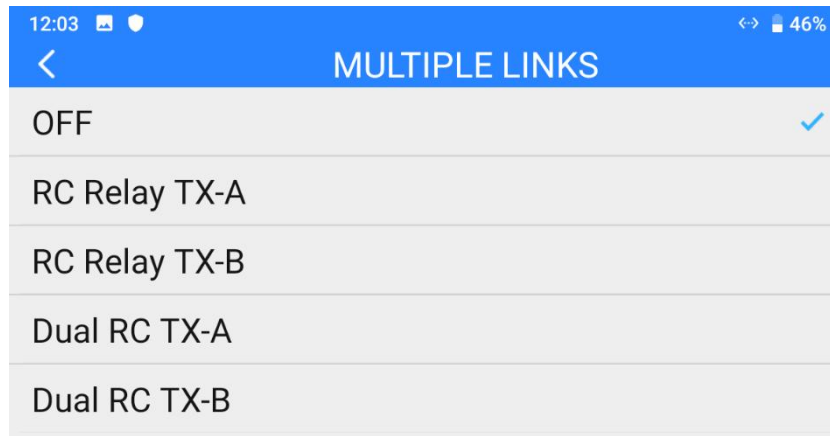 12:03 46%
MULTIPLE LINKS
OFF
RC Relay TX-A
RC Relay TX-B
Dual RC TX-A
Dual RC TX-B